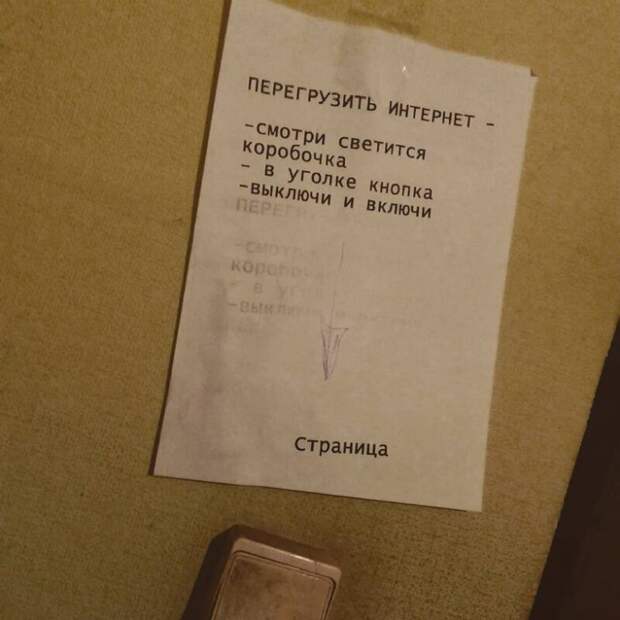 ПЕРЕГРУЗИТЬ ИНТЕРНЕТ -
-смотри светится
коробочка
- в уголке кнопка
-выключи и включи
Страница